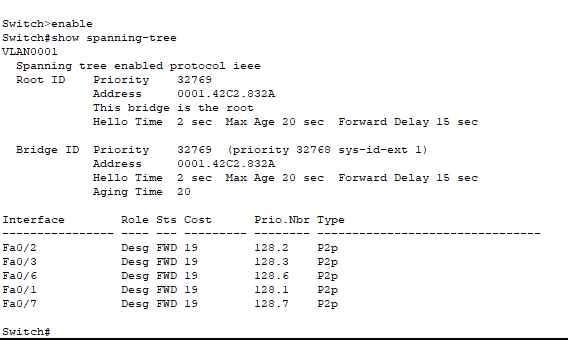 Switch>enable
Switch#show spanning-tree
VLAN0001
  Spanning tree enabled protocol ieee
  Root ID    Priority    32769
             Address     0001.42C2.832A
             This bridge is the root
             Hello Time  2 sec  Max Age 20 sec  Forward Delay 15 sec

  Bridge ID  Priority    32769  (priority 32768 sys-id-ext 1)
             Address     0001.42C2.832A
             Hello Time  2 sec  Max Age 20 sec  Forward Delay 15 sec
             Aging Time  20

Interface        Role Sts Cost      Prio.Nbr Type
---------------- ---- --- --------- -------- --------------------------------
Fa0/2            Desg FWD 19        128.2    P2p
Fa0/3            Desg FWD 19        128.3    P2p
Fa0/6            Desg FWD 19        128.6    P2p
Fa0/1            Desg FWD 19        128.1    P2p
Fa0/7            Desg FWD 19        128.7    P2p

Switch#